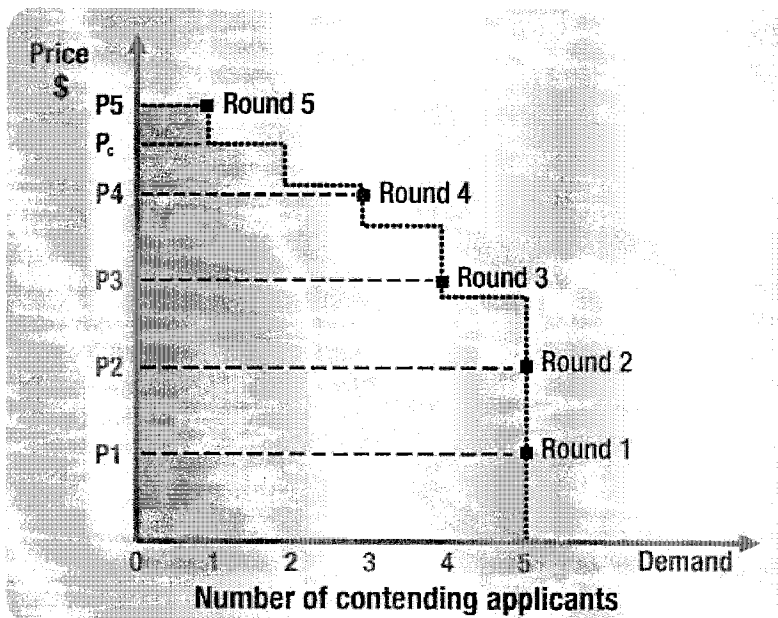 Price
$
P5
Round 5
Pc
P4
Round 4
P3
Round 3
P2
Round 2
P1
Round 1
0 1 2 3 4 5 Demand
Number of contending applicants